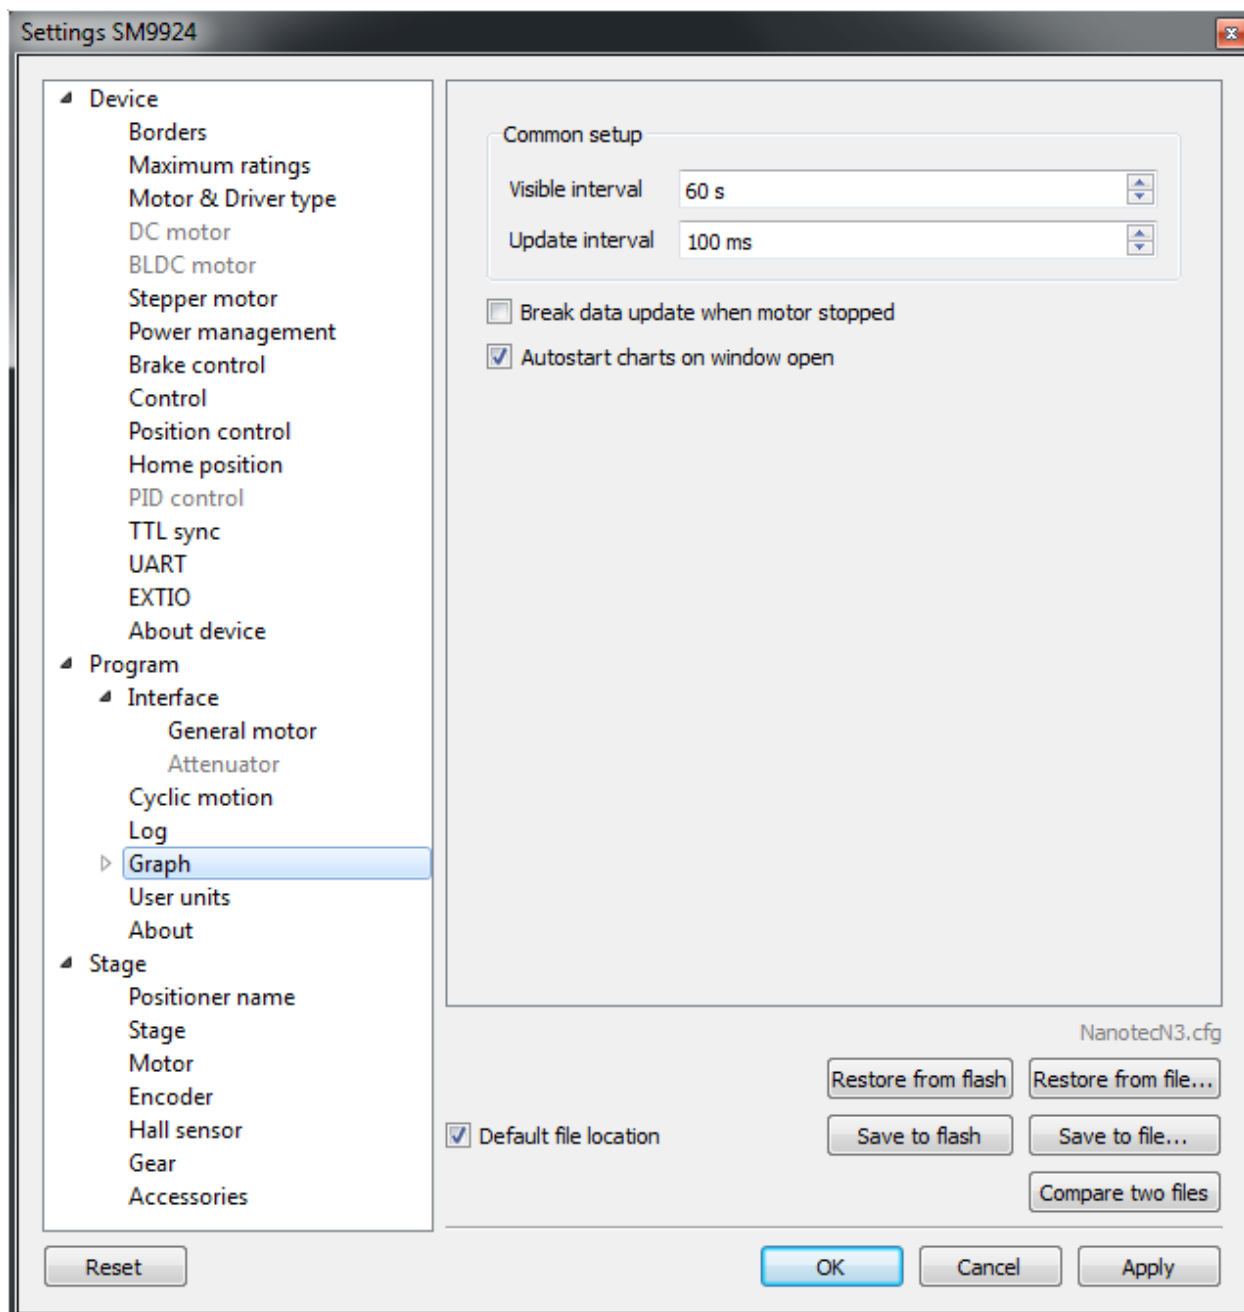 Settings SM9924
Device
Borders
Maximum ratings
Motor & Driver type
DC motor
BLDC motor
Stepper motor
Power management
Brake control
Control
Position control
Home position
PID control
TTL sync
UART
EXTIO
About device
Program
Interface
General motor
Attenuator
Cyclic motion
Log
Graph
User units
About
Stage
Positioner name
Stage
Motor
Encoder
Hall sensor
Gear
Accessories
Common setup
Visible interval 60 s
Update interval 100 ms
Break data update when motor stopped
Autostart charts on window open
NanotecN3.cfg
Restore from flash Restore from file...
Default file location Save to flash Save to file...
Compare two files
Reset OK Cancel Apply